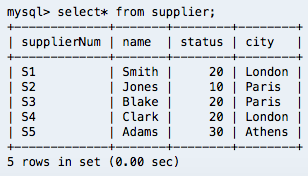 mysql> select* from supplier;
+-------------+-------+--------+--------+
| supplierNum | name  | status | city   |
+-------------+-------+--------+--------+
| S1          | Smith |     20 | London |
| S2          | Jones |     10 | Paris  |
| S3          | Blake |     20 | Paris  |
| S4          | Clark |     20 | London |
| S5          | Adams |     30 | Athens |
+-------------+-------+--------+--------+
5 rows in set (0.00 sec)